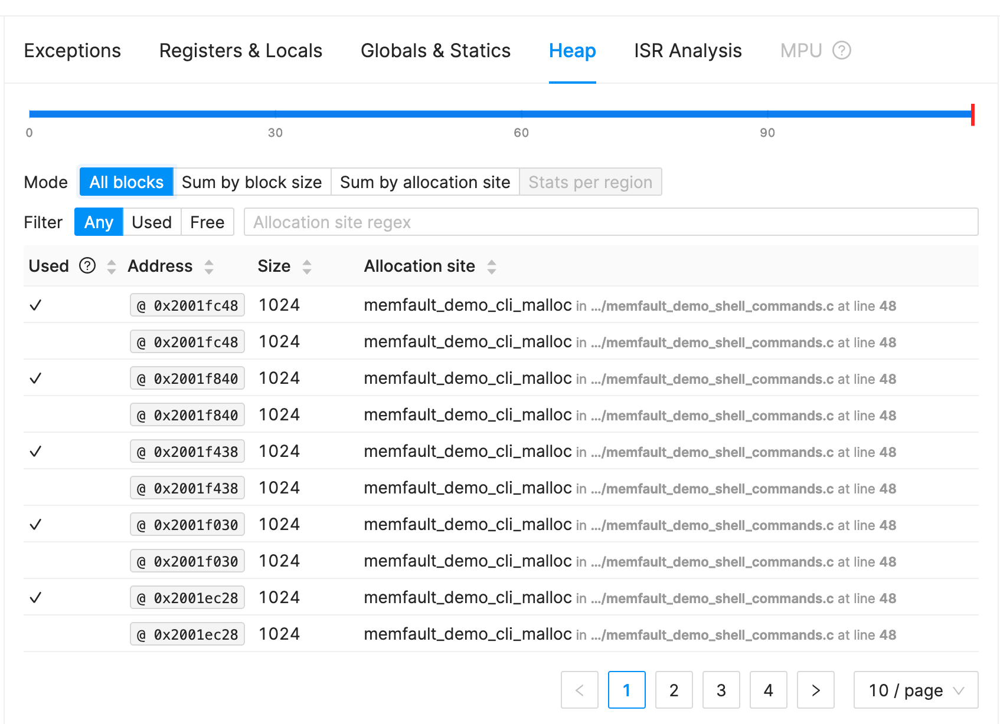 Exceptions Registers & Locals Globals & Statics Heap ISR Analysis MPU ?
0 30 60 90
Mode All blocks Sum by block size Sum by allocation site Stats per region
Filter Any Used Free Allocation site regex
Used ? Address Size Allocation site
✓ @ 0x2001fc48 1024 memfault_demo_cli_malloc in .../memfault_demo_shell_commands.c at line 48
@ 0x2001fc48 1024 memfault_demo_cli_malloc in .../memfault_demo_shell_commands.c at line 48
✓ @ 0x2001f840 1024 memfault_demo_cli_malloc in .../memfault_demo_shell_commands.c at line 48
@ 0x2001f840 1024 memfault_demo_cli_malloc in .../memfault_demo_shell_commands.c at line 48
✓ @ 0x2001f438 1024 memfault_demo_cli_malloc in .../memfault_demo_shell_commands.c at line 48
@ 0x2001f438 1024 memfault_demo_cli_malloc in .../memfault_demo_shell_commands.c at line 48
✓ @ 0x2001f030 1024 memfault_demo_cli_malloc in .../memfault_demo_shell_commands.c at line 48
@ 0x2001f030 1024 memfault_demo_cli_malloc in .../memfault_demo_shell_commands.c at line 48
✓ @ 0x2001ec28 1024 memfault_demo_cli_malloc in .../memfault_demo_shell_commands.c at line 48
@ 0x2001ec28 1024 memfault_demo_cli_malloc in .../memfault_demo_shell_commands.c at line 48
< 1 2 3 4 > 10 / page